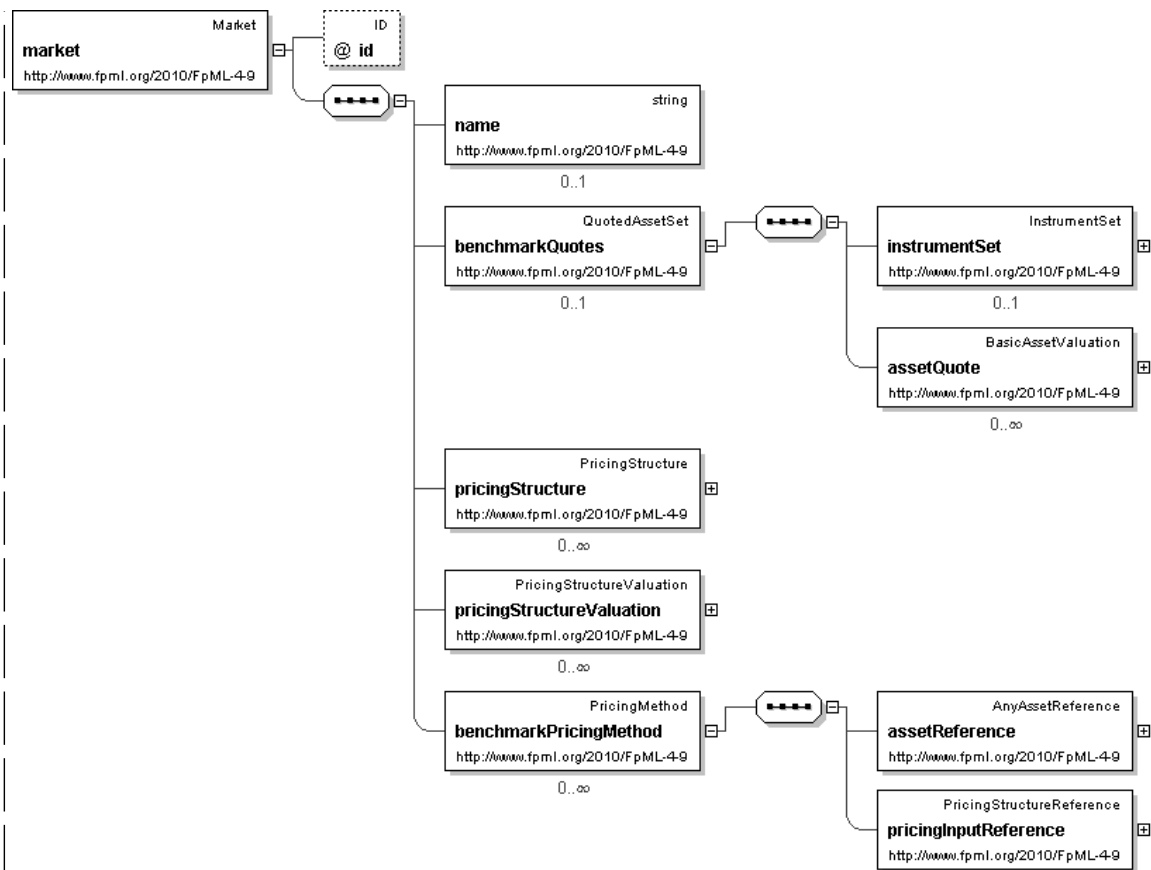 Market
market
http://www.fpml.org/2010/FpML-4-9
ID
@ id
string
name
http://www.fpml.org/2010/FpML-4-9
0..1
QuotedAssetSet
benchmarkQuotes
http://www.fpml.org/2010/FpML-4-9
0..1
InstrumentSet
instrumentSet
http://www.fpml.org/2010/FpML-4-9
0..1
BasicAssetValuation
assetQuote
http://www.fpml.org/2010/FpML-4-9
0..∞
PricingStructure
pricingStructure
http://www.fpml.org/2010/FpML-4-9
0..∞
PricingStructureValuation
pricingStructureValuation
http://www.fpml.org/2010/FpML-4-9
0..∞
PricingMethod
benchmarkPricingMethod
http://www.fpml.org/2010/FpML-4-9
0..∞
AnyAssetReference
assetReference
http://www.fpml.org/2010/FpML-4-9
PricingStructureReference
pricingInputReference
http://www.fpml.org/2010/FpML-4-9